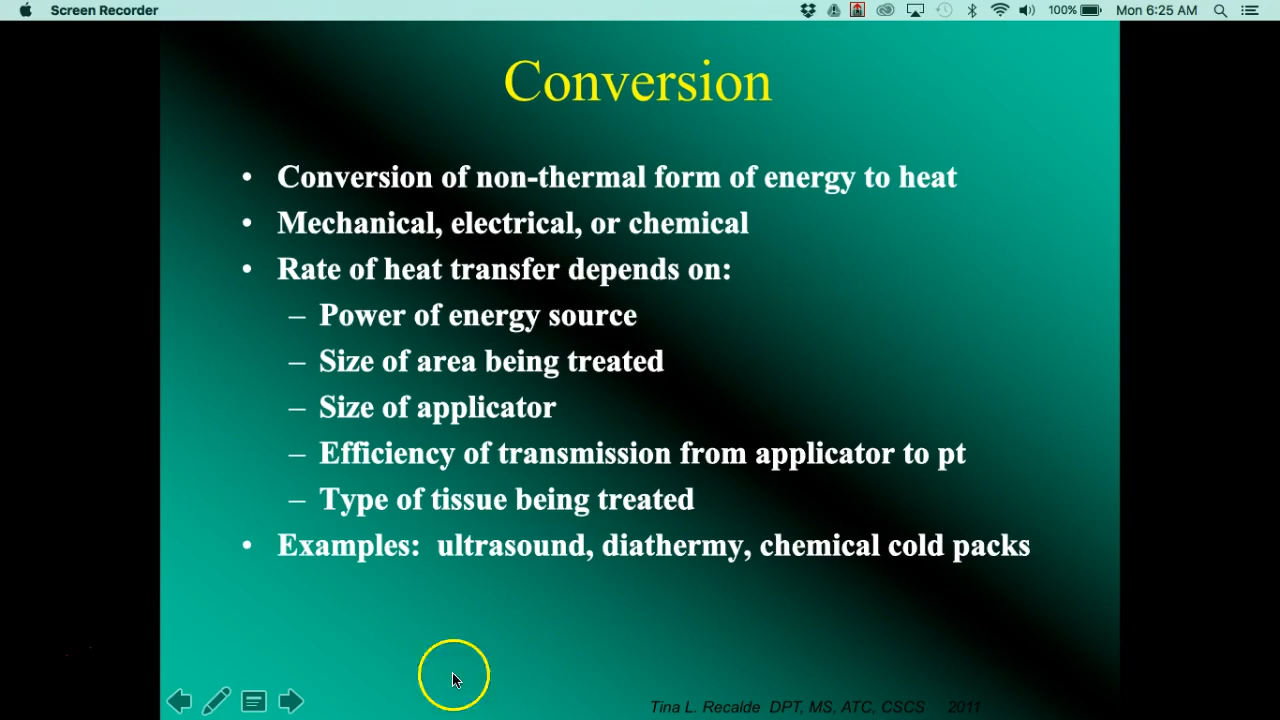 Screen Recorder
100%
Mon 6:25 AM
Conversion
• Conversion of non-thermal form of energy to heat
• Mechanical, electrical, or chemical
• Rate of heat transfer depends on:
– Power of energy source
– Size of area being treated
– Size of applicator
– Efficiency of transmission from applicator to pt
– Type of tissue being treated
• Examples:  ultrasound, diathermy, chemical cold packs
Tina L. Recalde  DPT, MS, ATC, CSCS    2011